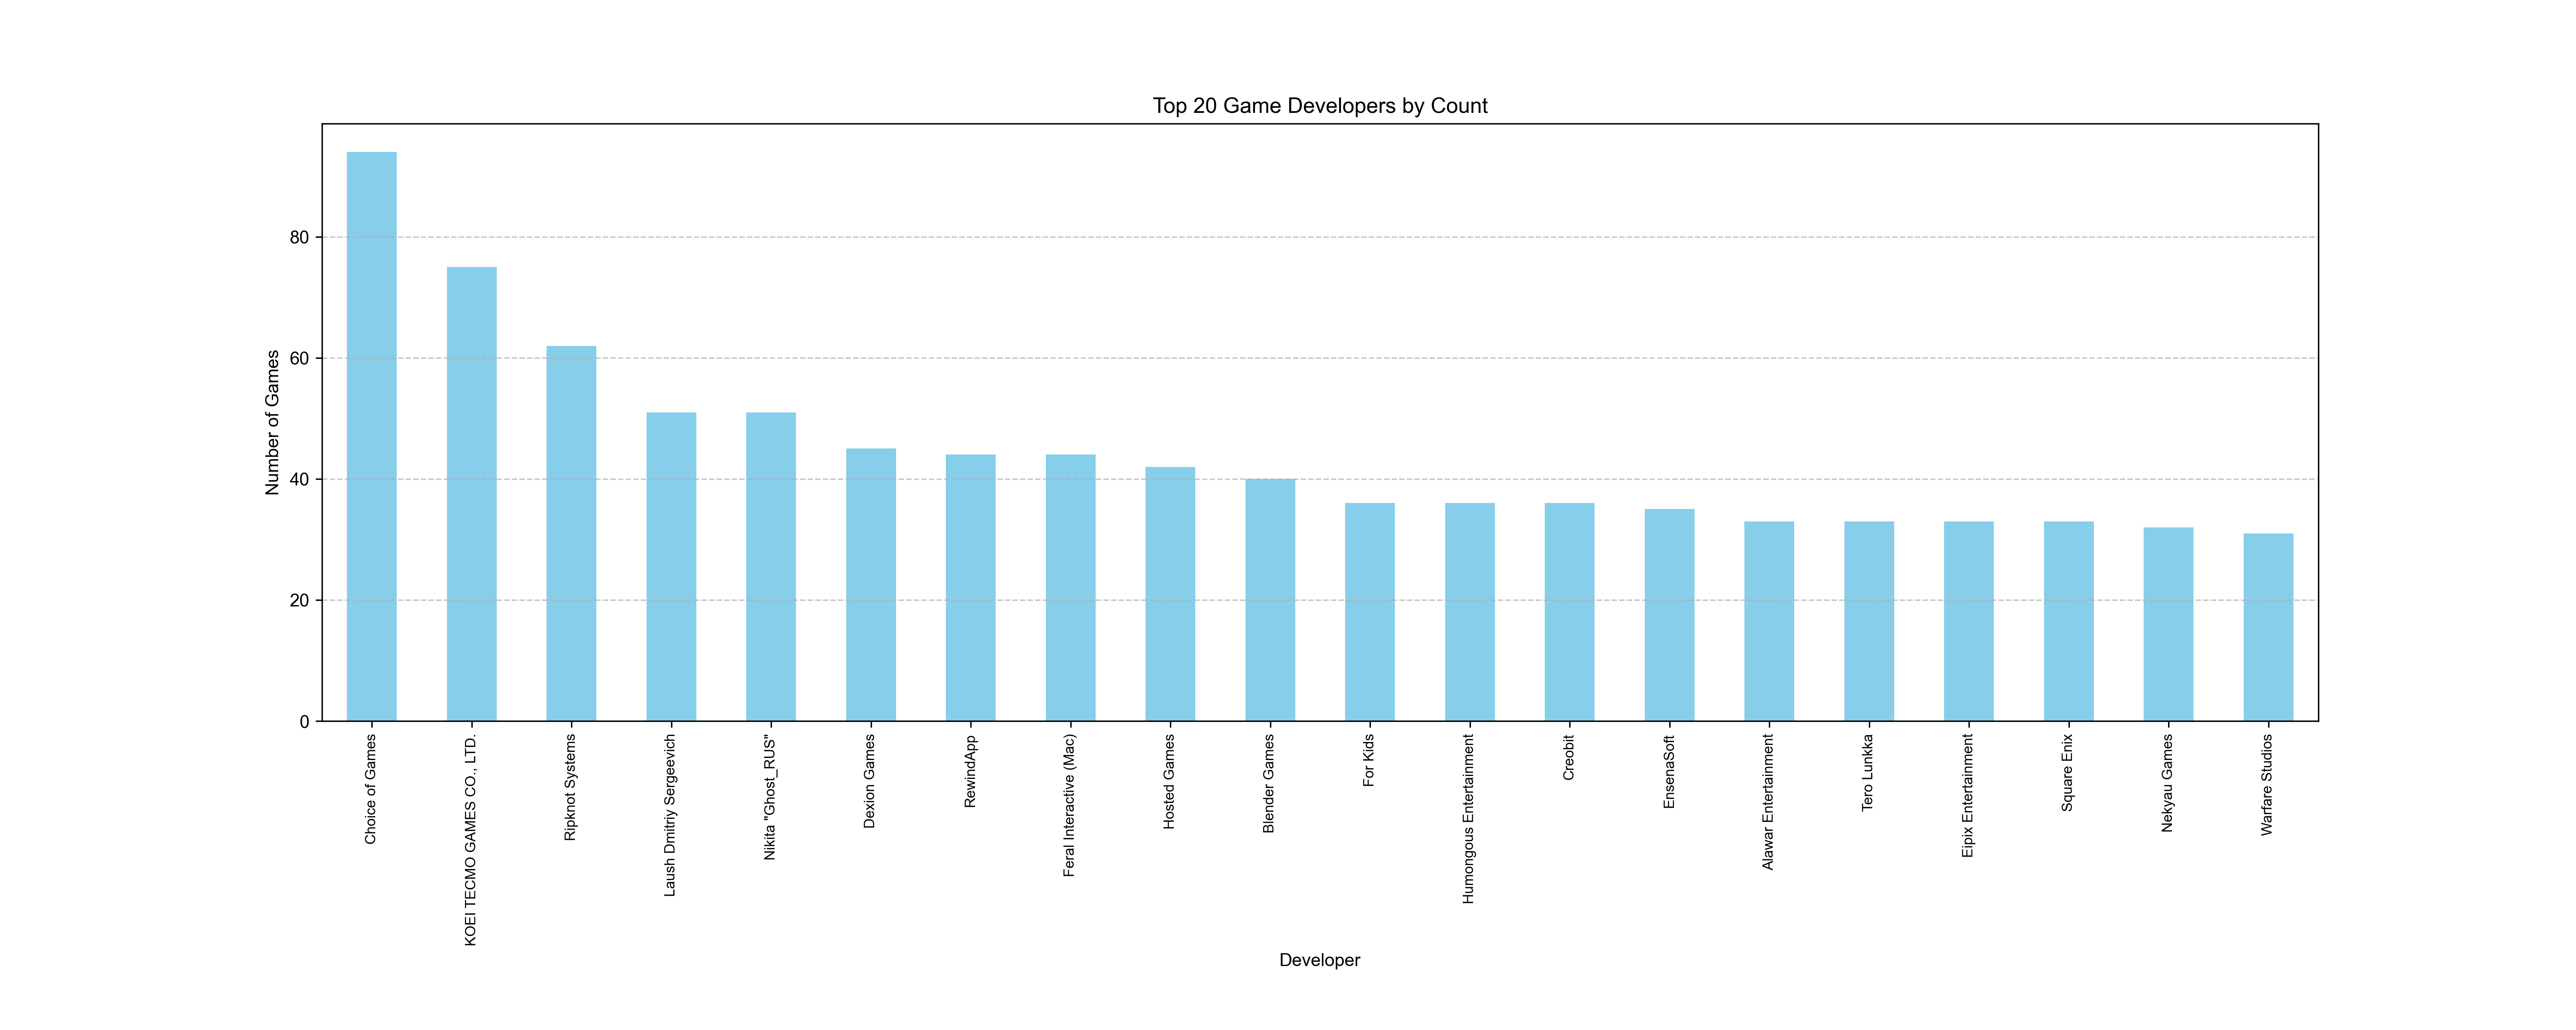 Top 20 Game Developers by Count
Number of Games
80
60
40
20
0
Choice of Games
KOEI TECMO GAMES CO., LTD.
Ripknot Systems
Laush Dmitriy Sergeevich
Nikita "Ghost_RUS"
Dexion Games
RewindApp
Feral Interactive (Mac)
Hosted Games
Blender Games
For Kids
Humongous Entertainment
Creobit
EnsenaSoft
Alawar Entertainment
Tero Lunkka
Eipix Entertainment
Square Enix
Nekyau Games
Warfare Studios
Developer